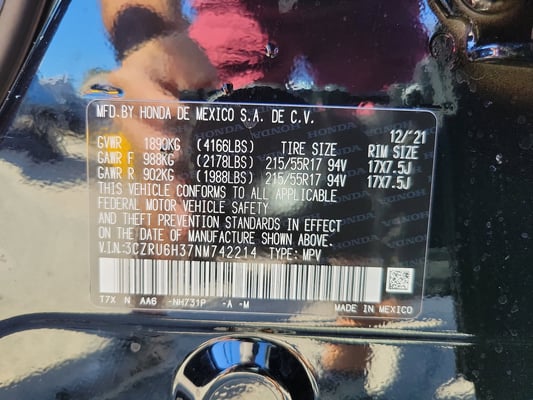 MFD.BY HONDA DE MEXICO S.A. DE C.V.
12/'21
GVWR 1890KG (4166LBS) TIRE SIZE RIM SIZE
GAWR F 988KG (2178LBS) 215/55R17 94V 17X7.5J
GAWR R 902KG (1988LBS) 215/55R17 94V 17X7.5J
THIS VEHICLE CONFORMS TO ALL APPLICABLE
FEDERAL MOTOR VEHICLE SAFETY
AND THEFT PREVENTION STANDARDS IN EFFECT
ON THE DATE OF MANUFACTURE SHOWN ABOVE.
V.I.N:3CZRU6H37NM742214 TYPE: MPV
T7X N AA6 -NH731P -A -M MADE IN MEXICO